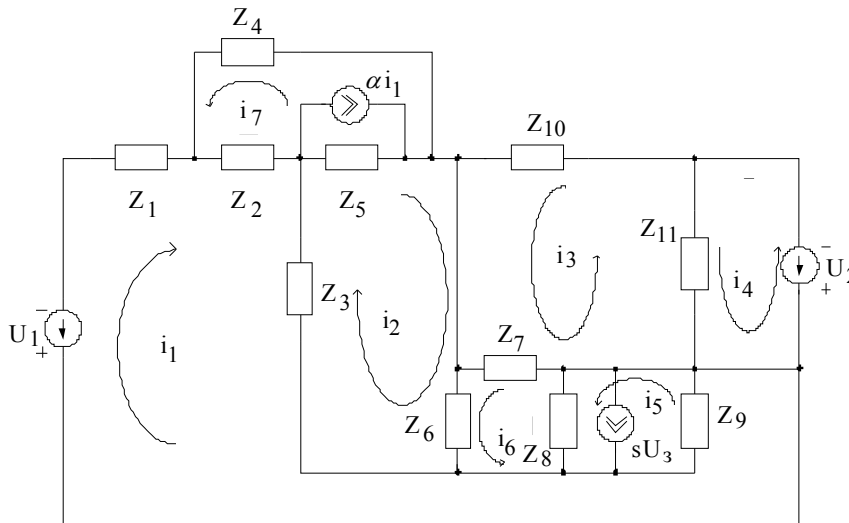 Z4
αi1
i7
Z10
Z1
Z2
Z5
Z11
−
+
U1
Z3
i1
i2
i3
i4
−
+
U2
Z7
Z6
i6
Z8
i5
sU3
Z9